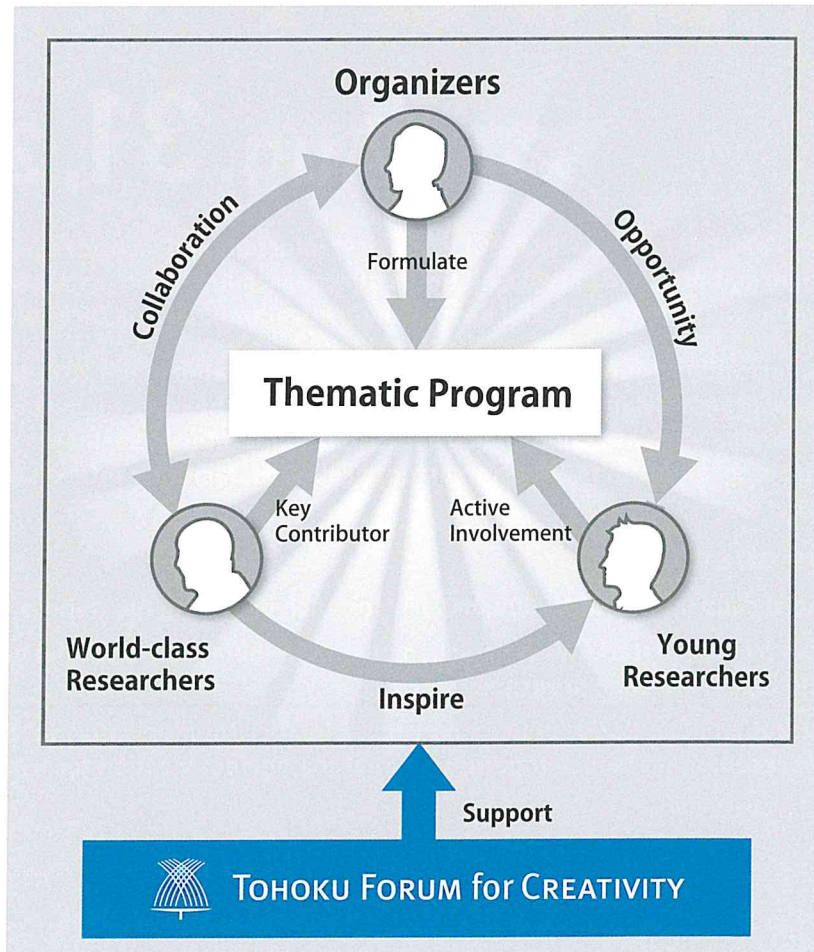 Organizers
Collaboration
Opportunity
Formulate
Thematic Program
Key
Contributor
Active
Involvement
World-class
Researchers
Young
Researchers
Inspire
Support
TOHOKU FORUM for CREATIVITY